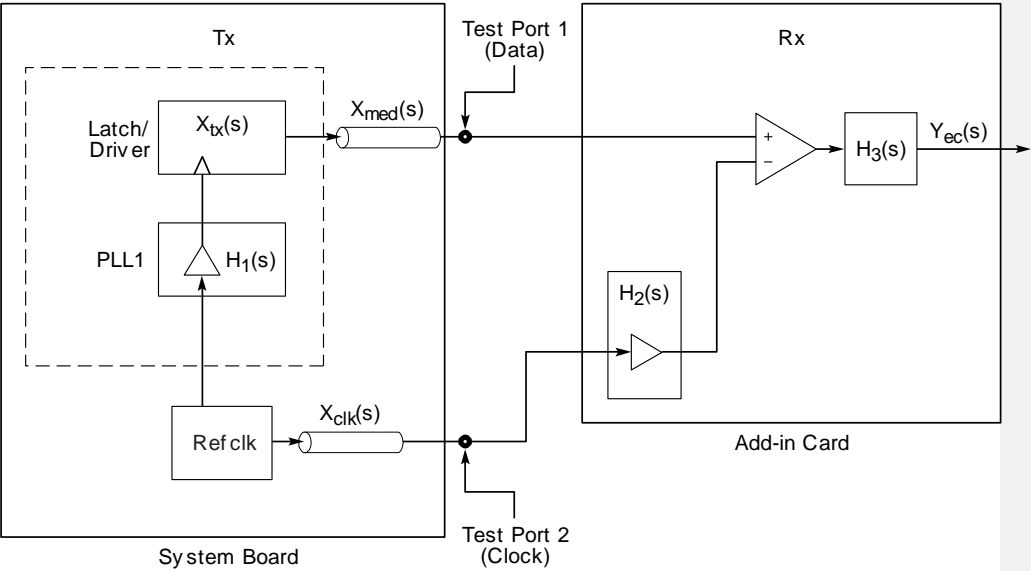 Tx
Test Port 1
(Data)
Rx
Latch/
Driver
Xtx(s)
Xmed(s)
+
−
H3(s)
Yec(s)
PLL1
H1(s)
H2(s)
Refclk
Xclk(s)
Add-in Card
Test Port 2
(Clock)
System Board